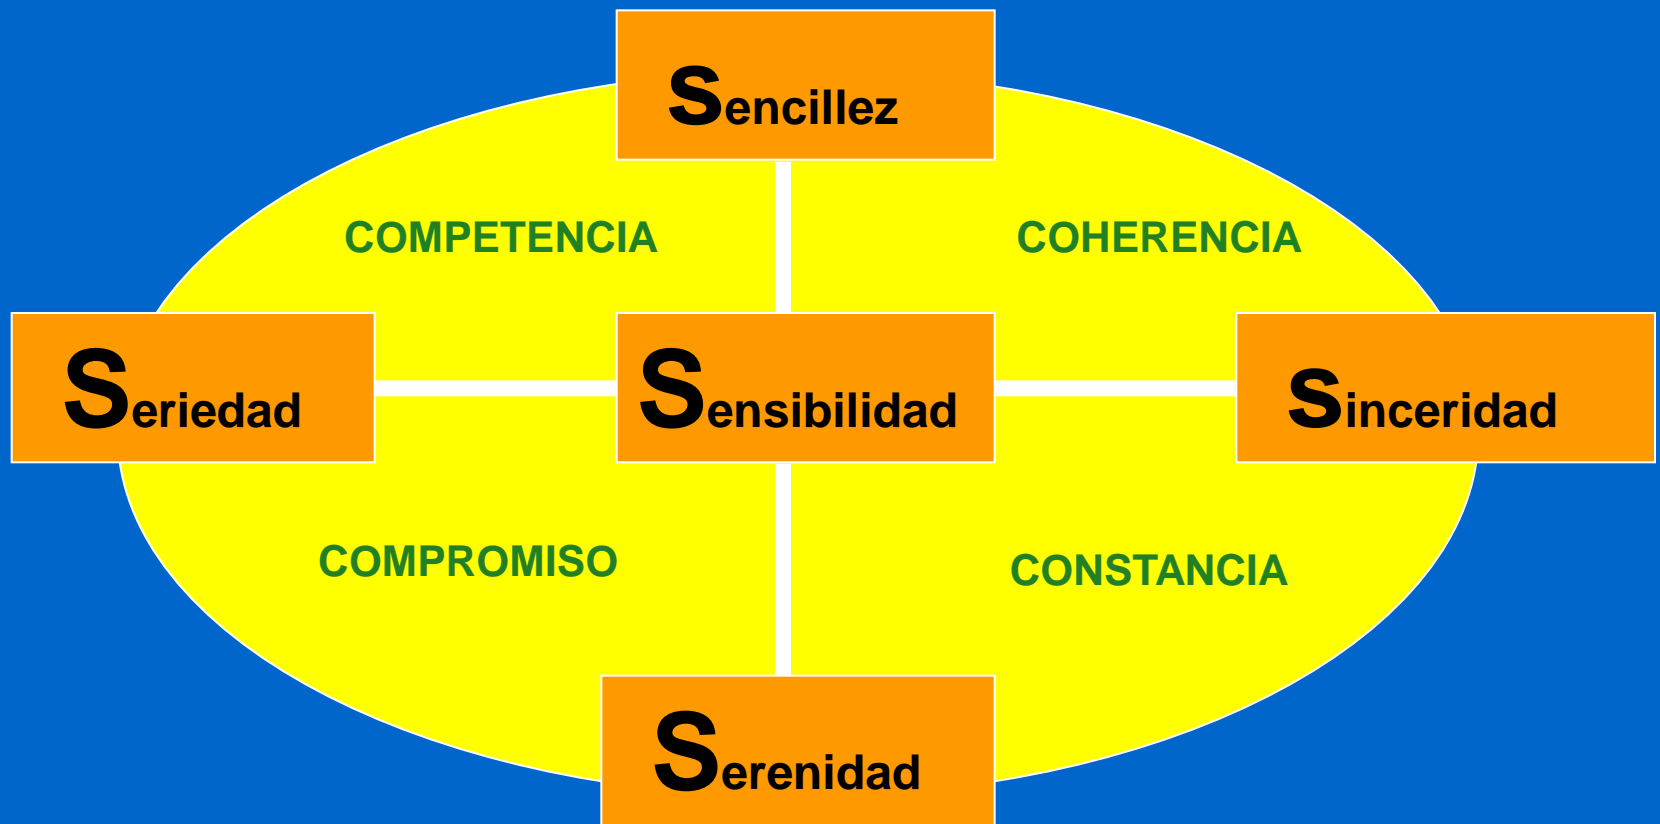 sencillez
COMPETENCIA
COHERENCIA
Seriedad
Sensibilidad
sinceridad
COMPROMISO
CONSTANCIA
Serenidad